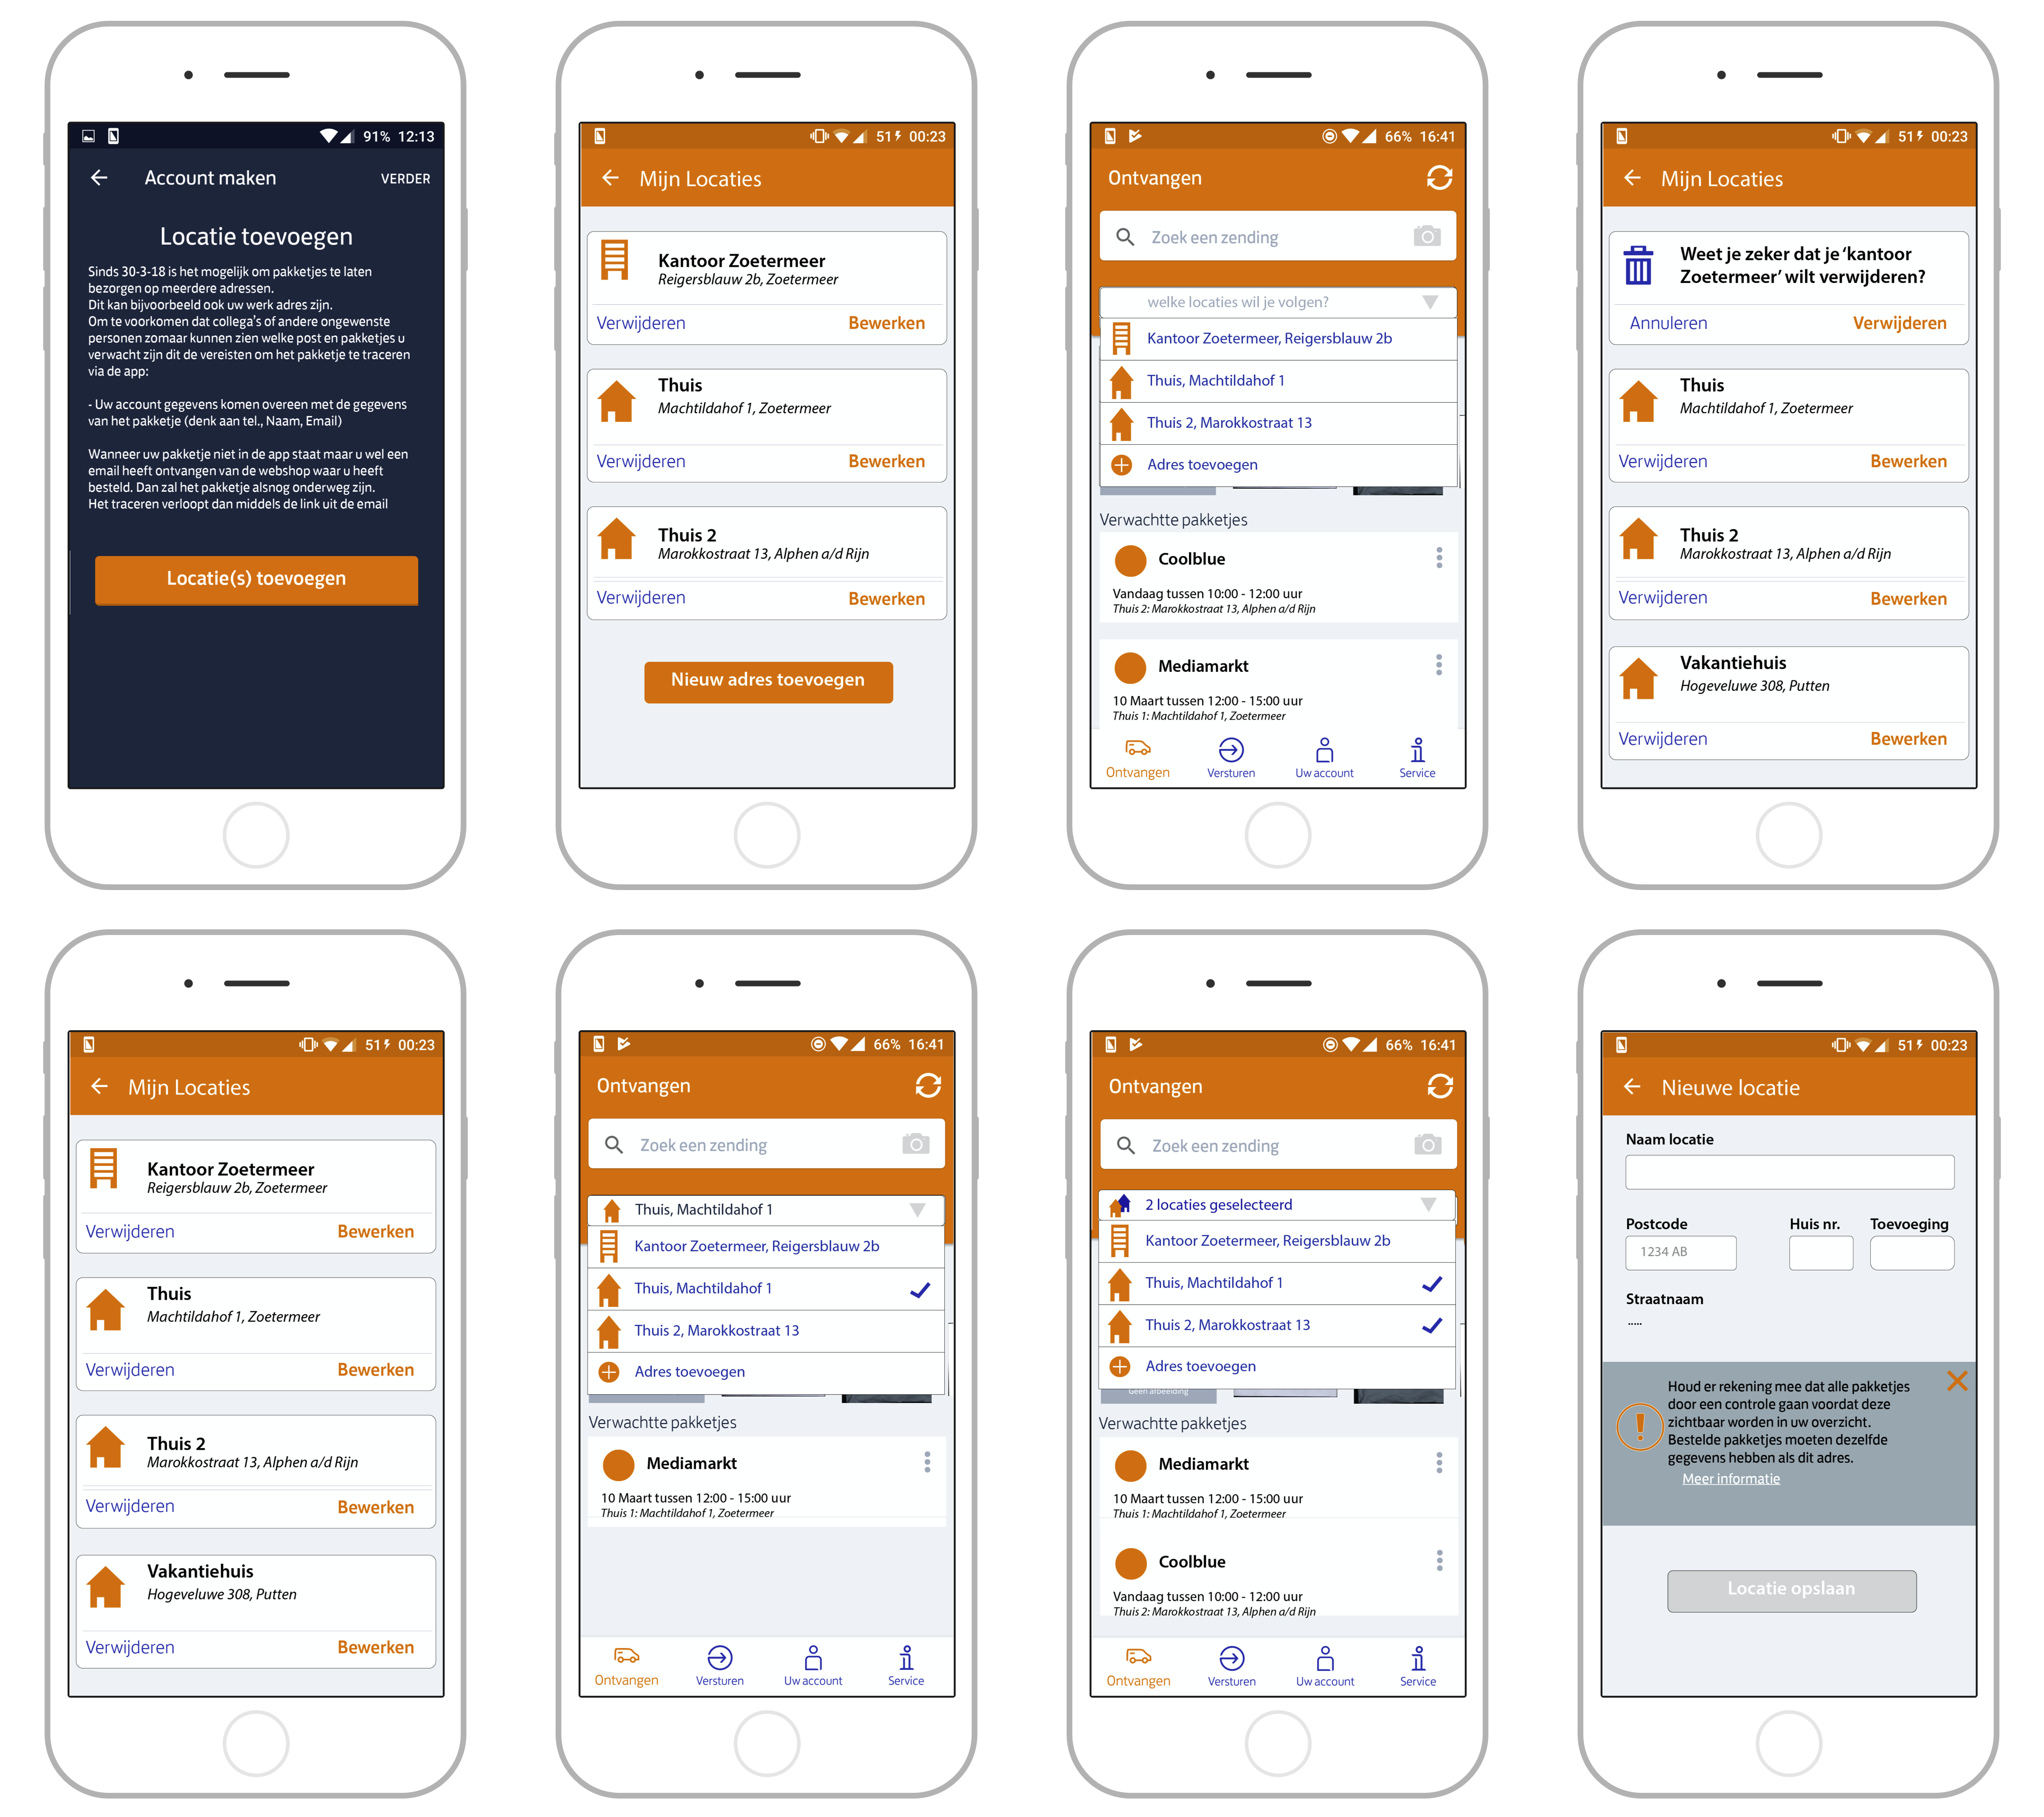 91% 12:13
Account maken
VERDER
Locatie toevoegen
Sinds 30-3-18 is het mogelijk om pakketjes te laten
bezorgen op meerdere adressen.
Dit kan bijvoorbeeld ook uw werk adres zijn.
Om te voorkomen dat collega's of andere ongewenste
personen zomaar kunnen zien welke post en pakketjes u
verwacht zijn dit de vereisten om het pakketje te traceren
via de app:
- Uw account gegevens komen overeen met de gegevens
van het pakketje (denk aan tel., Naam, Email)
Wanneer uw pakketje niet in de app staat maar u wel een
email heeft ontvangen van de webshop waar u heeft
besteld. Dan zal het pakketje alsnog onderweg zijn.
Het traceren verloopt dan middels de link uit de email
Locatie(s) toevoegen
51 00:23
Mijn Locaties
Kantoor Zoetermeer
Reigersblauw 2b, Zoetermeer
Verwijderen
Bewerken
Thuis
Machtildahof 1, Zoetermeer
Verwijderen
Bewerken
Thuis 2
Marokkostraat 13, Alphen a/d Rijn
Verwijderen
Bewerken
Nieuw adres toevoegen
66% 16:41
Ontvangen
Zoek een zending
welke locaties wil je volgen?
Kantoor Zoetermeer, Reigersblauw 2b
Thuis, Machtildahof 1
Thuis 2, Marokkostraat 13
Adres toevoegen
Verwachtte pakketjes
Coolblue
Vandaag tussen 10:00 - 12:00 uur
Thuis 2: Marokkostraat 13, Alphen a/d Rijn
Mediamarkt
10 Maart tussen 12:00 - 15:00 uur
Thuis 1: Machtildahof 1, Zoetermeer
Ontvangen
Versturen
Uw account
Service
51 00:23
Mijn Locaties
Weet je zeker dat je ‘kantoor
Zoetermeer’ wilt verwijderen?
Annuleren
Verwijderen
Thuis
Machtildahof 1, Zoetermeer
Verwijderen
Bewerken
Thuis 2
Marokkostraat 13, Alphen a/d Rijn
Verwijderen
Bewerken
Vakantiehuis
Hogeveluwe 308, Putten
Verwijderen
Bewerken
51 00:23
Mijn Locaties
Kantoor Zoetermeer
Reigersblauw 2b, Zoetermeer
Verwijderen
Bewerken
Thuis
Machtildahof 1, Zoetermeer
Verwijderen
Bewerken
Thuis 2
Marokkostraat 13, Alphen a/d Rijn
Verwijderen
Bewerken
Vakantiehuis
Hogeveluwe 308, Putten
Verwijderen
Bewerken
66% 16:41
Ontvangen
Zoek een zending
Thuis, Machtildahof 1
Kantoor Zoetermeer, Reigersblauw 2b
Thuis, Machtildahof 1
Thuis 2, Marokkostraat 13
Adres toevoegen
Verwachtte pakketjes
Mediamarkt
10 Maart tussen 12:00 - 15:00 uur
Thuis 1: Machtildahof 1, Zoetermeer
Ontvangen
Versturen
Uw account
Service
66% 16:41
Ontvangen
Zoek een zending
2 locaties geselecteerd
Kantoor Zoetermeer, Reigersblauw 2b
Thuis, Machtildahof 1
Thuis 2, Marokkostraat 13
Adres toevoegen
Geen afbeelding
Verwachtte pakketjes
Mediamarkt
10 Maart tussen 12:00 - 15:00 uur
Thuis 1: Machtildahof 1, Zoetermeer
Coolblue
Vandaag tussen 10:00 - 12:00 uur
Thuis 2: Marokkostraat 13, Alphen a/d Rijn
Ontvangen
Versturen
Uw account
Service
51 00:23
Nieuwe locatie
Naam locatie
Postcode
Huis nr.
Toevoeging
1234 AB
Straatnaam
.....
Houd er rekening mee dat alle pakketjes
door een controle gaan voordat deze
zichtbaar worden in uw overzicht.
Bestelde pakketjes moeten dezelfde
gegevens hebben als dit adres.
Meer informatie
Locatie opslaan